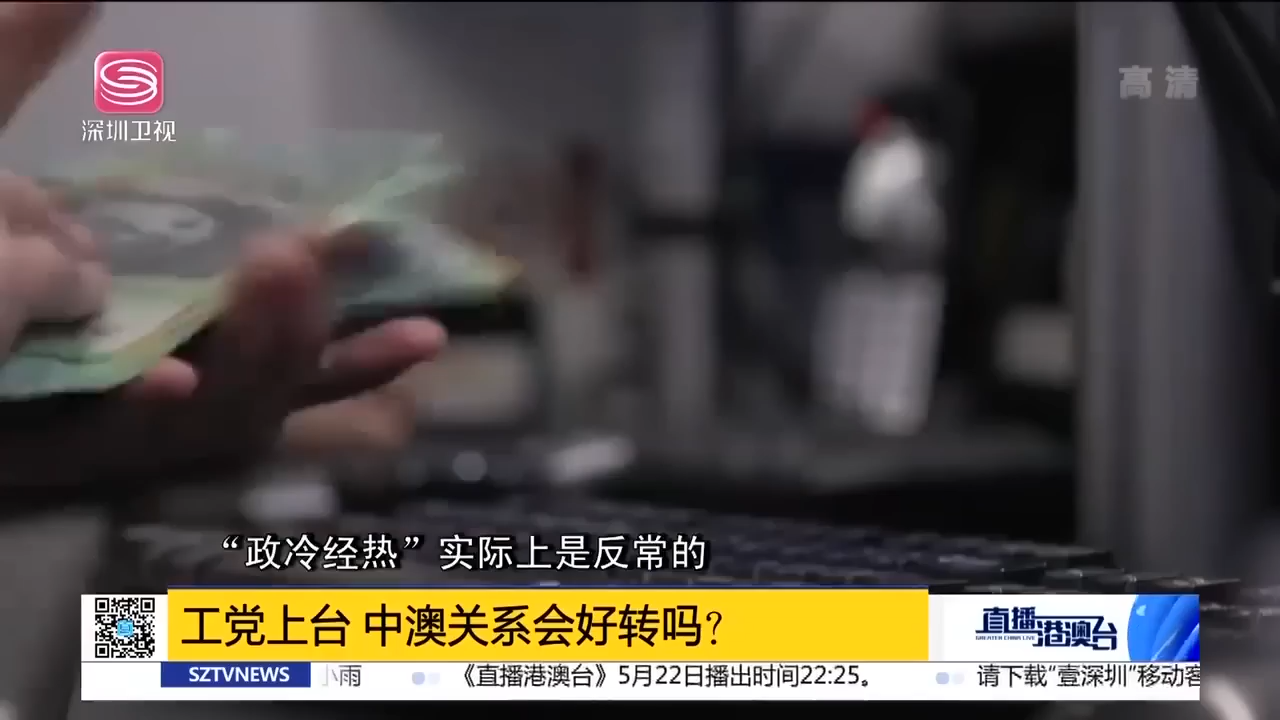 深圳卫视
高清
“政冷经热”实际上是反常的
工党上台 中澳关系会好转吗?
直播港澳台
GREATER CHINA LIVE
SZTVNEWS
小雨 《直播港澳台》5月22日播出时间22:25。 请下载“壹深圳”移动客